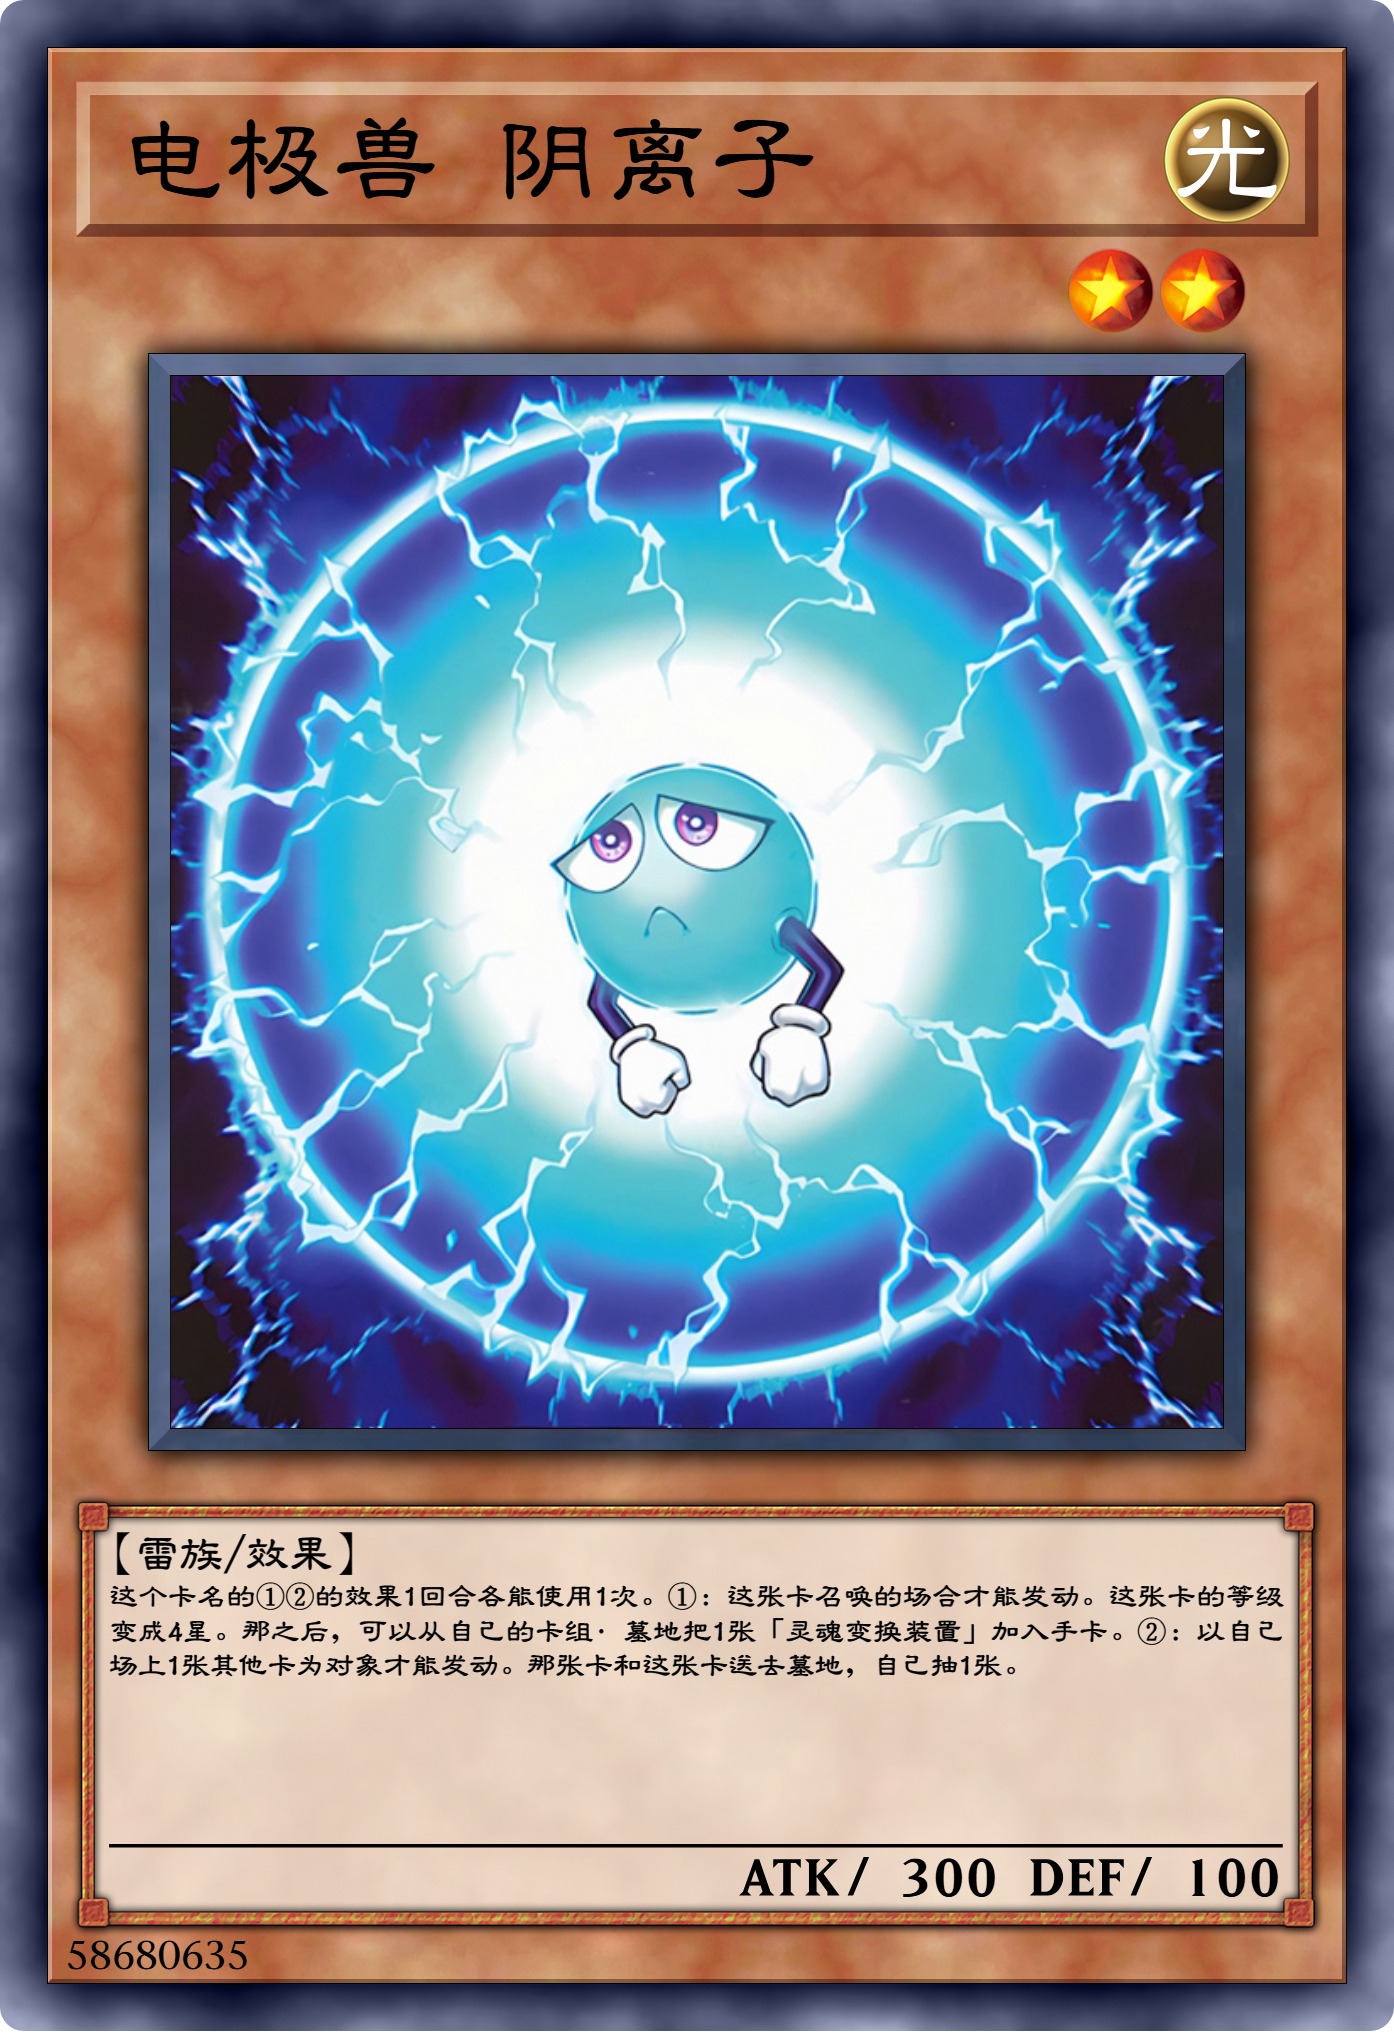 电极兽 阴离子
光
【雷族/效果】
这个卡名的①②的效果1回合各能使用1次。①：这张卡召唤的场合才能发动。这张卡的等级
变成4星。那之后，可以从自己的卡组·墓地把1张「灵魂变换装置」加入手卡。②：以自己
场上1张其他卡为对象才能发动。那张卡和这张卡送去墓地，自己抽1张。
ATK/ 300 DEF/ 100
58680635